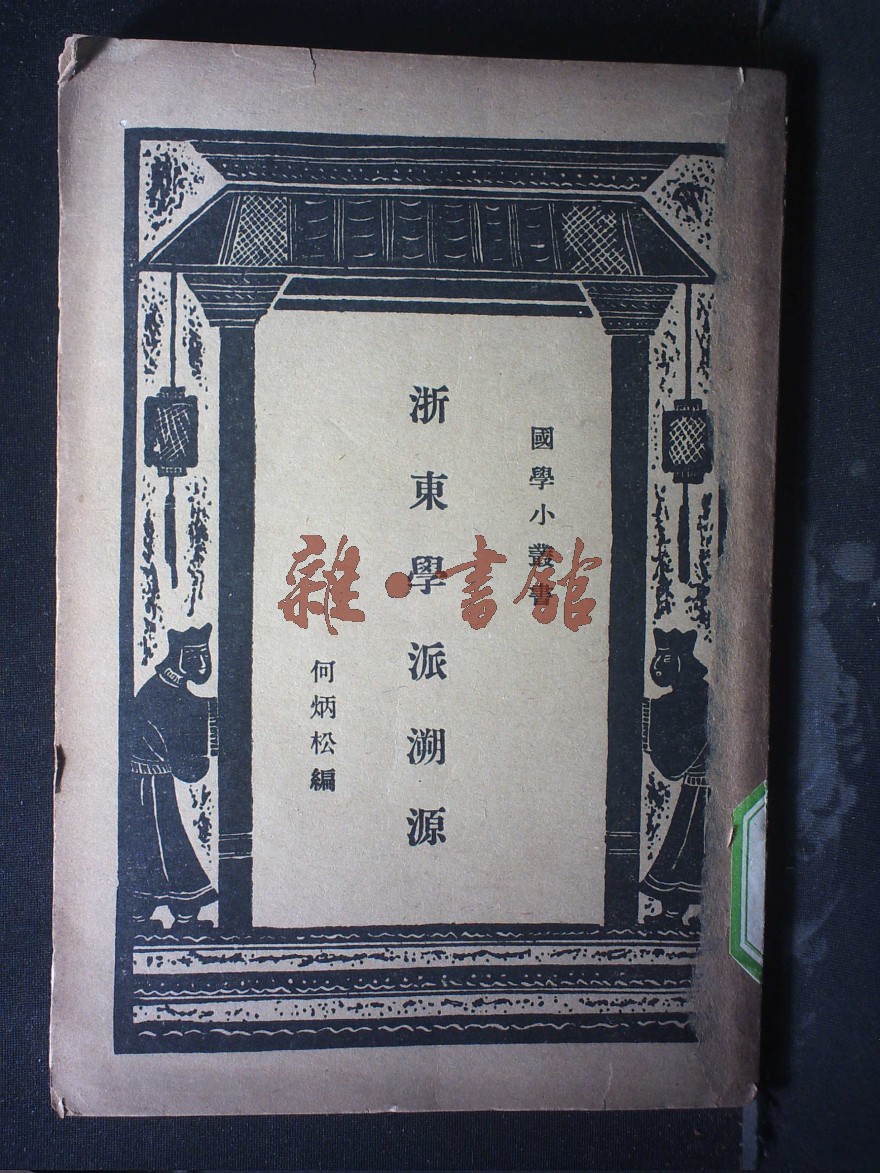 國學小叢書
浙東學派溯源
何炳松編
雜·書館